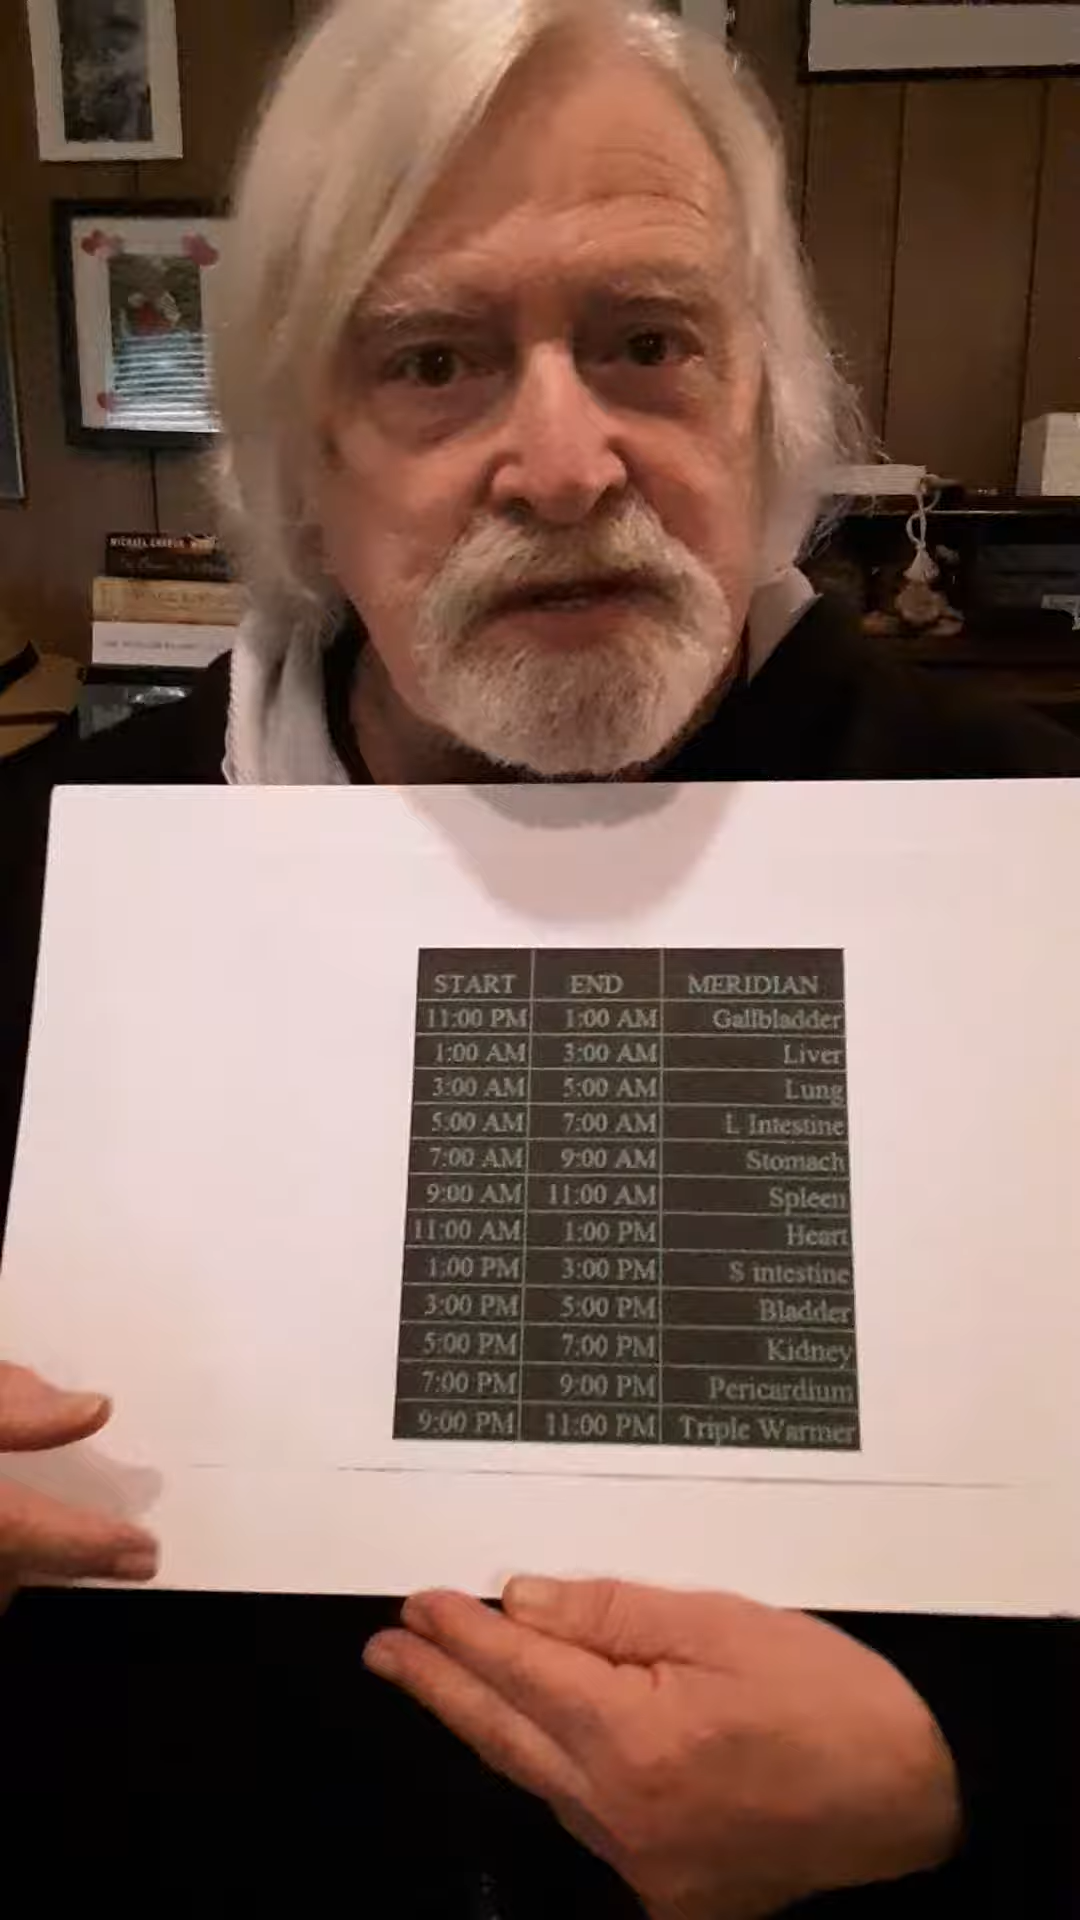 MICHAEL
START END MERIDIAN
11:00 PM 1:00 AM Gallbladder
1:00 AM 3:00 AM Liver
3:00 AM 5:00 AM Lung
5:00 AM 7:00 AM L Intestine
7:00 AM 9:00 AM Stomach
9:00 AM 11:00 AM Spleen
11:00 AM 1:00 PM Heart
1:00 PM 3:00 PM S intestine
3:00 PM 5:00 PM Bladder
5:00 PM 7:00 PM Kidney
7:00 PM 9:00 PM Pericardium
9:00 PM 11:00 PM Triple Warmer